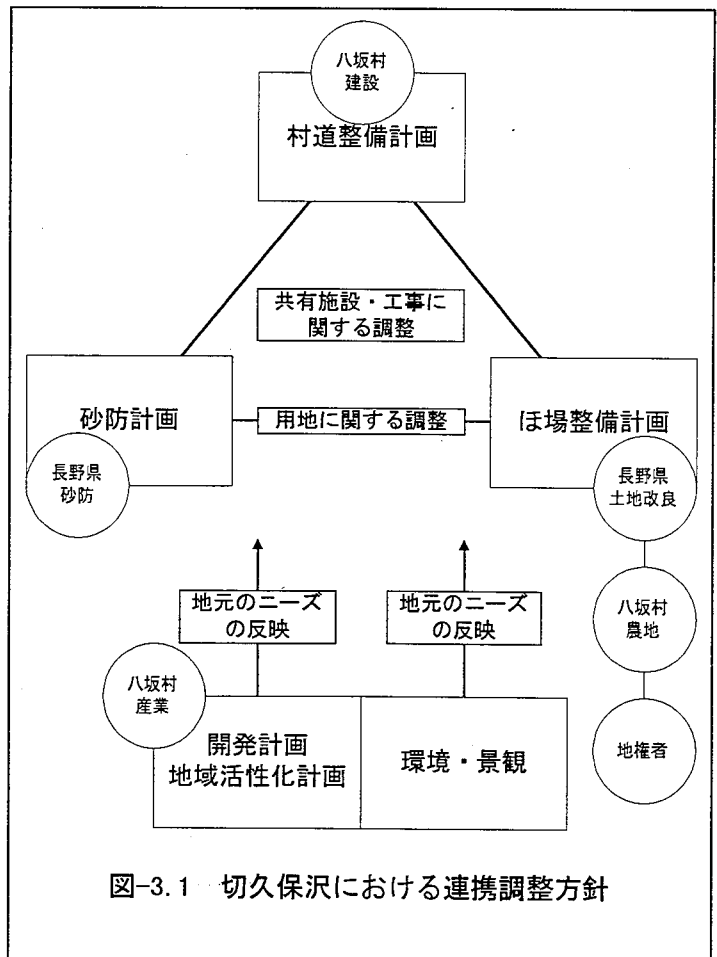 八坂村
建設
村道整備計画
共有施設・工事に
関する調整
砂防計画
用地に関する調整
ほ場整備計画
長野県
砂防
長野県
土地改良
地元のニーズ
の反映
地元のニーズ
の反映
八坂村
農地
八坂村
産業
開発計画
地域活性化計画
環境・景観
地権者
図-3.1 切久保沢における連携調整方針